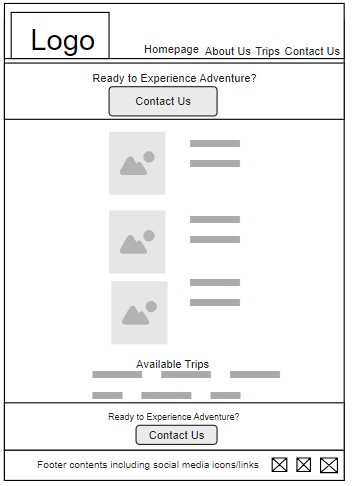 Logo
Homepage About Us Trips Contact Us
Ready to Experience Adventure?
Contact Us
Available Trips
Ready to Experience Adventure?
Contact Us
Footer contents including social media icons/links